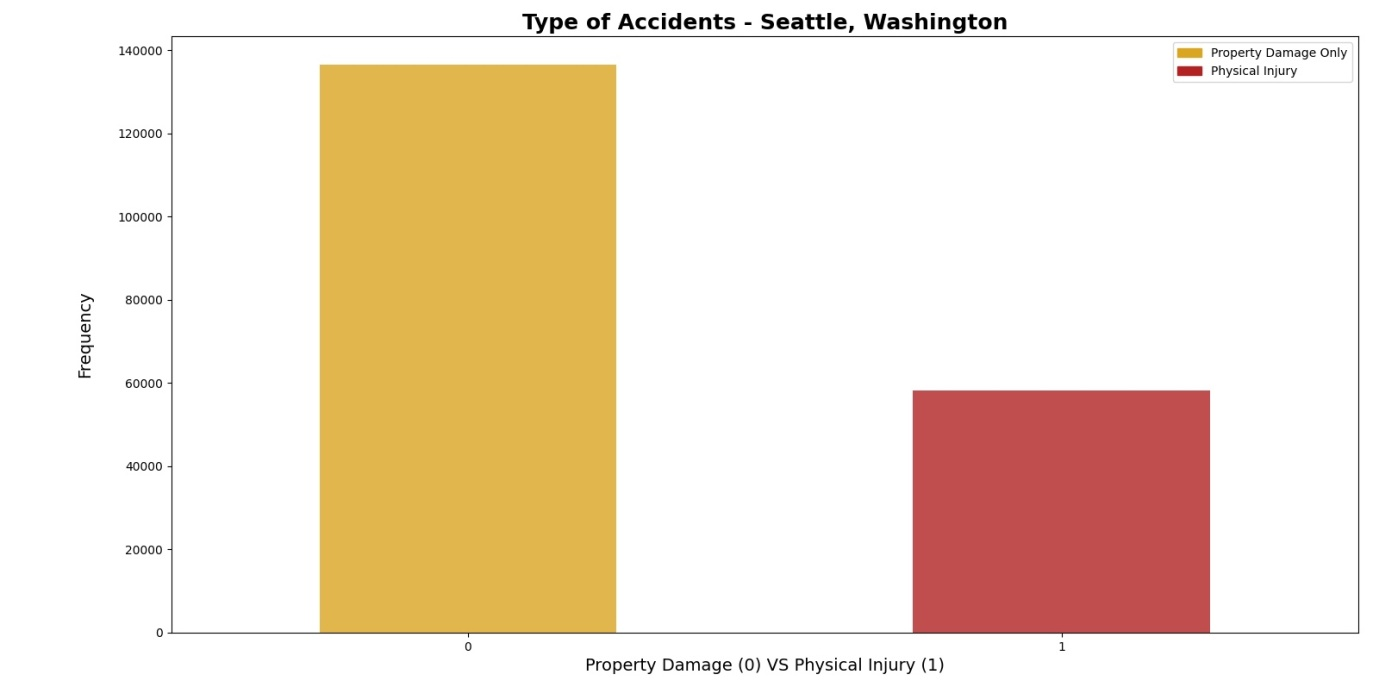 Type of Accidents - Seattle, Washington
Property Damage Only
Physical Injury
140000
120000
100000
80000
60000
40000
20000
0
Frequency
0
1
Property Damage (0) VS Physical Injury (1)